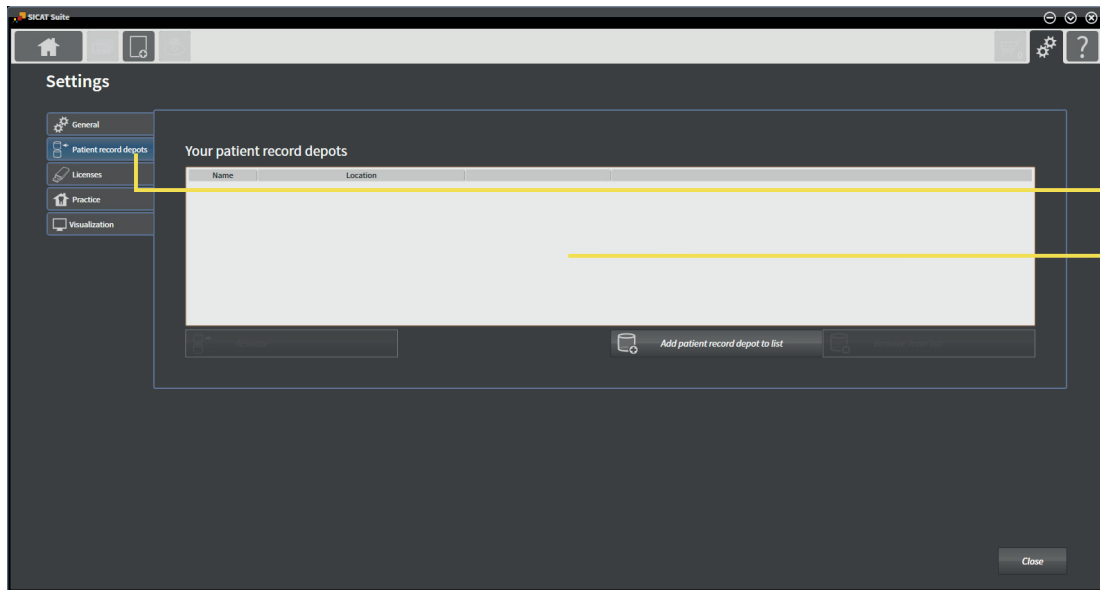 SICAT Suite
?
Settings
General
Patient record depots
Licenses
Practice
Visualization
Your patient record depots
Name Location
Add patient record depot to list
Close